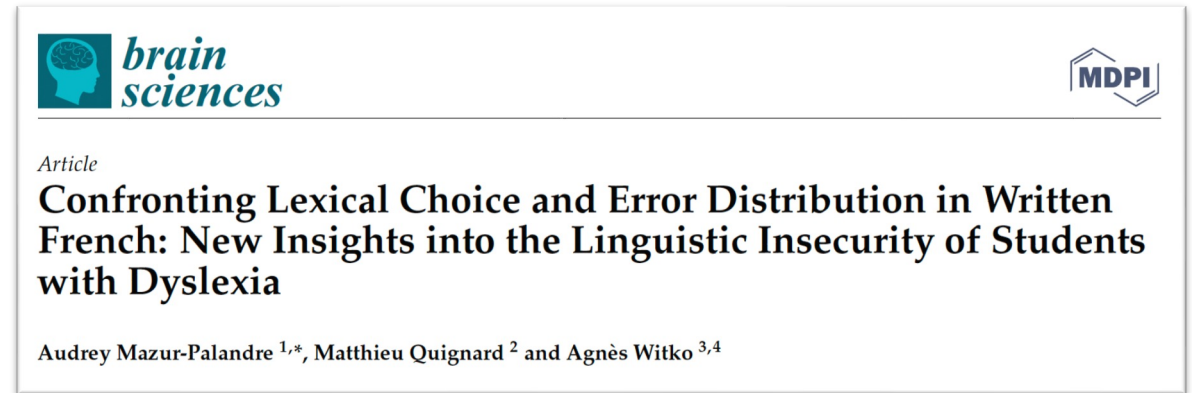 brain
sciences
MDPI
Article
Confronting Lexical Choice and Error Distribution in Written
French: New Insights into the Linguistic Insecurity of Students
with Dyslexia
Audrey Mazur-Palandre 1,*, Matthieu Quignard 2 and Agnès Witko 3,4